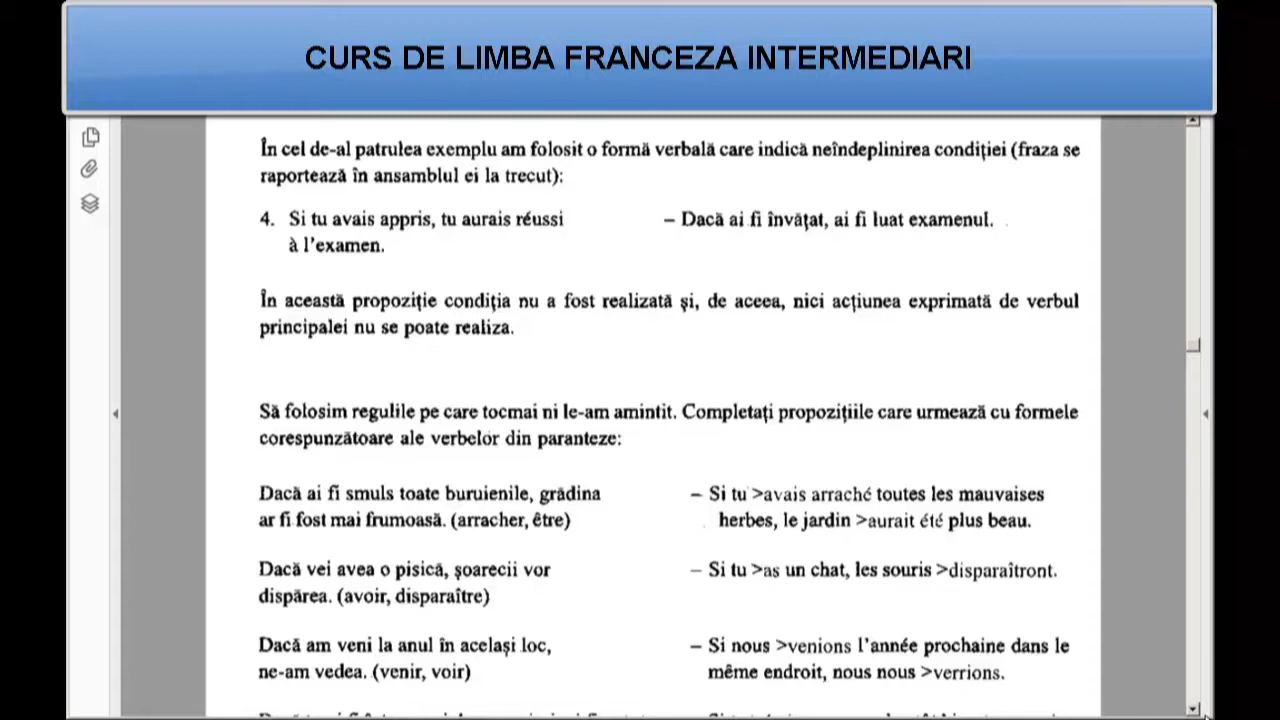 CURS DE LIMBA FRANCEZA INTERMEDIARI
În cel de-al patrulea exemplu am folosit o formă verbală care indică neîndeplinirea condiției (fraza se
raportează în ansamblul ei la trecut):
4. Si tu avais appris, tu aurais réussi – Dacă ai fi învățat, ai fi luat examenul.
à l'examen.
În această propoziție condiția nu a fost realizată și, de aceea, nici acțiunea exprimată de verbul
principalei nu se poate realiza.
Să folosim regulile pe care tocmai ni le-am amintit. Completați propozițiile care urmează cu formele
corespunzătoare ale verbelor din paranteze:
Dacă ai fi smuls toate buruienile, grădina – Si tu >avais arraché toutes les mauvaises
ar fi fost mai frumoasă. (arracher, être) herbes, le jardin >aurait été plus beau.
Dacă vei avea o pisică, șoarecii vor – Si tu >as un chat, les souris >disparaîtront.
dispărea. (avoir, disparaître)
Dacă am veni la anul în același loc, – Si nous >venions l'année prochaine dans le
ne-am vedea. (venir, voir) même endroit, nous nous >verrions.